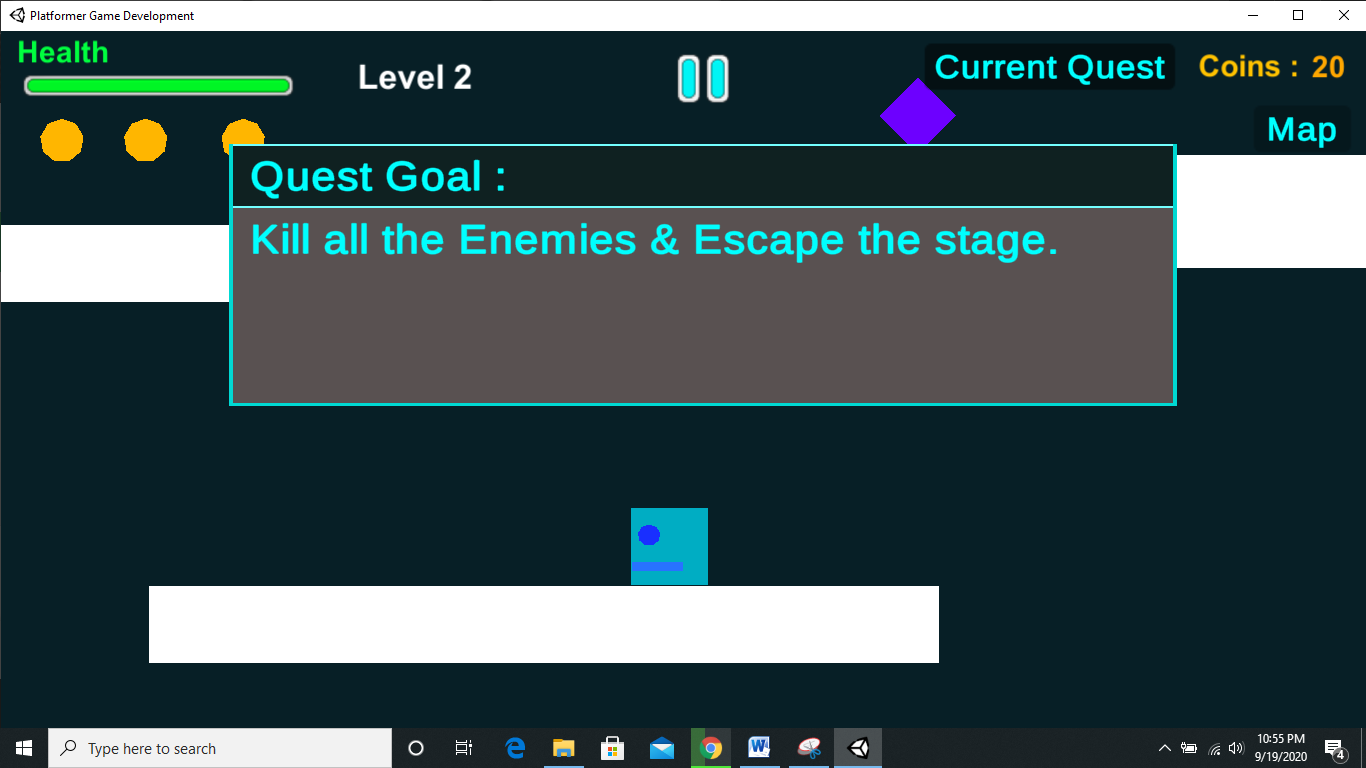 Platformer Game Development
Health
Level 2
Current Quest
Coins : 20
Map
Quest Goal :
Kill all the Enemies & Escape the stage.
Type here to search
10:55 PM
9/19/2020
4